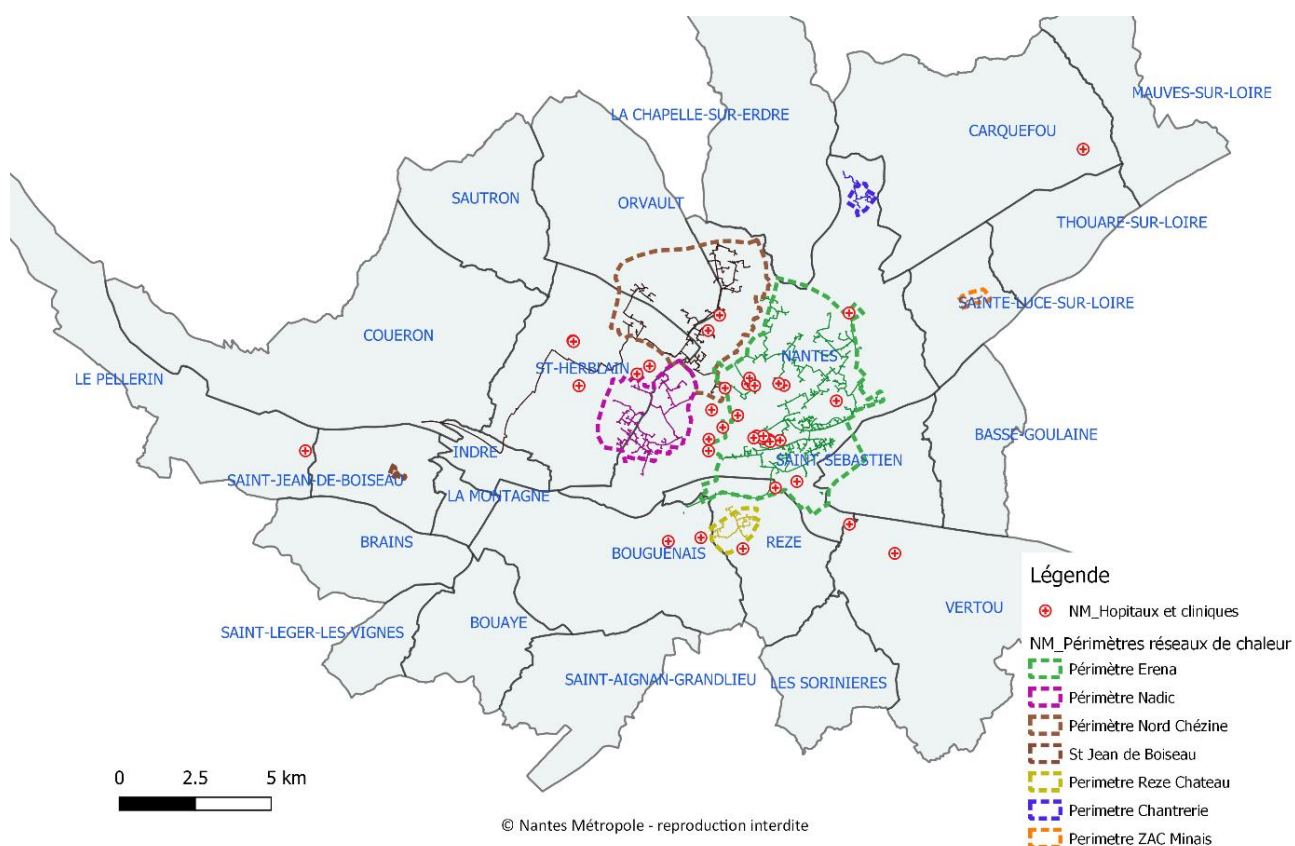 MAUVES-SUR-LOIRE
LA CHAPELLE-SUR-ERDRE
CARQUEFOU
SAUTRON
ORVAULT
THOUARE-SUR-LOIRE
SAINTE-LUCE-SUR-LOIRE
COUERON
NANTES
ST-HERBLAIN
LE PELLERIN
BASSE-GOULAINE
INDRE
SAINT-SEBASTIEN
SAINT-JEAN-DE-BOISEAU
LA MONTAGNE
BRAINS
BOUGUENAIS
REZE
VERTOU
BOUAYE
SAINT-LEGER-LES-VIGNES
SAINT-AIGNAN-GRANDLIEU
LES SORINIERES
Légende
NM_Hopitaux et cliniques
NM_Périmètres réseaux de chaleur
Périmètre Erena
Périmètre Nadic
Périmètre Nord Chézine
St Jean de Boiseau
Perimetre Reze Chateau
Perimetre Chantrerie
Perimetre ZAC Minais
0 2.5 5 km
© Nantes Métropole - reproduction interdite